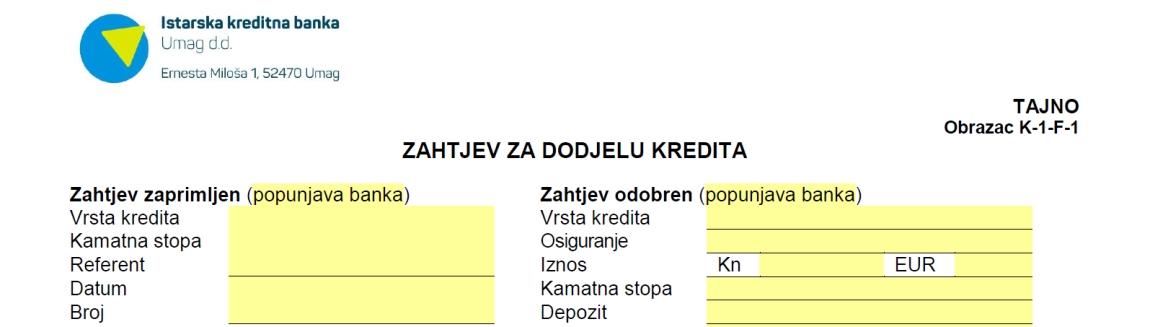 Istarska kreditna banka
Umag d.d.
Ernesta Miloša 1, 52470 Umag
TAJNO
Obrazac K-1-F-1
ZAHTJEV ZA DODJELU KREDITA
Zahtjev zaprimljen (popunjava banka)
Vrsta kredita
Kamatna stopa
Referent
Datum
Broj
Zahtjev odobren (popunjava banka)
Vrsta kredita
Osiguranje
Iznos Kn EUR
Kamatna stopa
Depozit